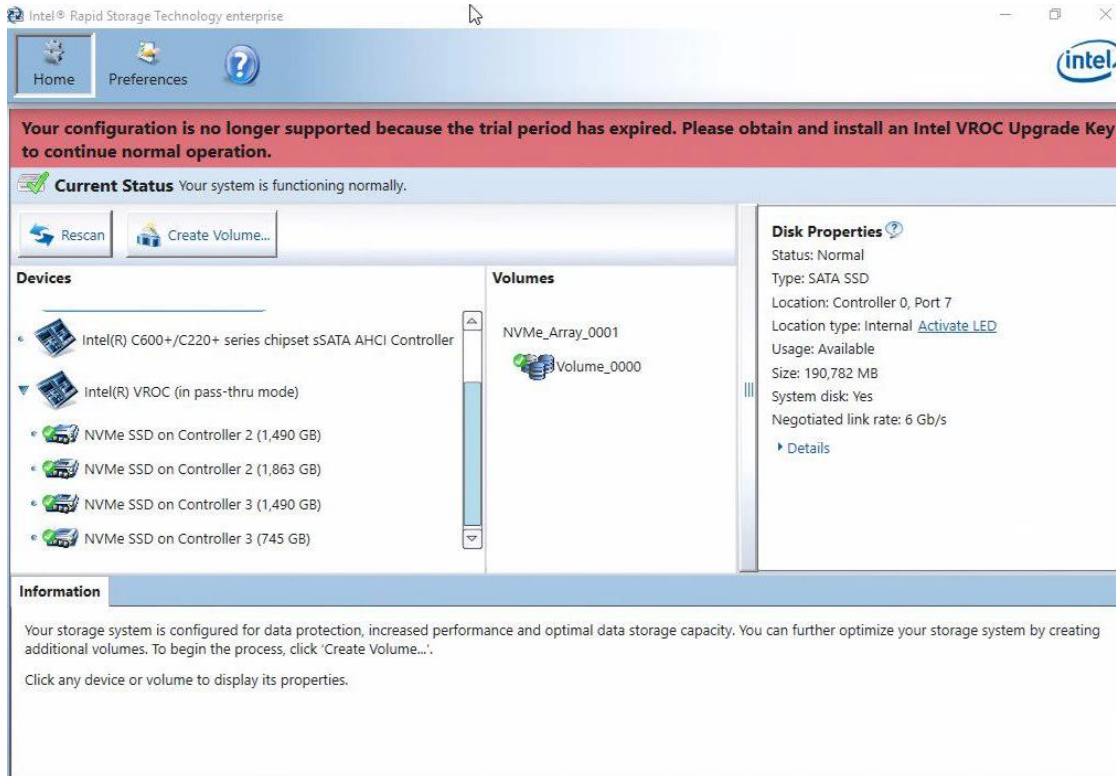 Intel® Rapid Storage Technology enterprise
Home
Preferences
?
intel
Your configuration is no longer supported because the trial period has expired. Please obtain and install an Intel VROC Upgrade Key
to continue normal operation.
Current Status Your system is functioning normally.
Rescan
Create Volume...
Devices
Intel(R) C600+/C220+ series chipset sSATA AHCI Controller
Intel(R) VROC (in pass-thru mode)
NVMe SSD on Controller 2 (1,490 GB)
NVMe SSD on Controller 2 (1,863 GB)
NVMe SSD on Controller 3 (1,490 GB)
NVMe SSD on Controller 3 (745 GB)
Volumes
NVMe_Array_0001
Volume_0000
Disk Properties ?
Status: Normal
Type: SATA SSD
Location: Controller 0, Port 7
Location type: Internal Activate LED
Usage: Available
Size: 190,782 MB
System disk: Yes
Negotiated link rate: 6 Gb/s
Details
Information
Your storage system is configured for data protection, increased performance and optimal data storage capacity. You can further optimize your storage system by creating
additional volumes. To begin the process, click 'Create Volume...'.
Click any device or volume to display its properties.